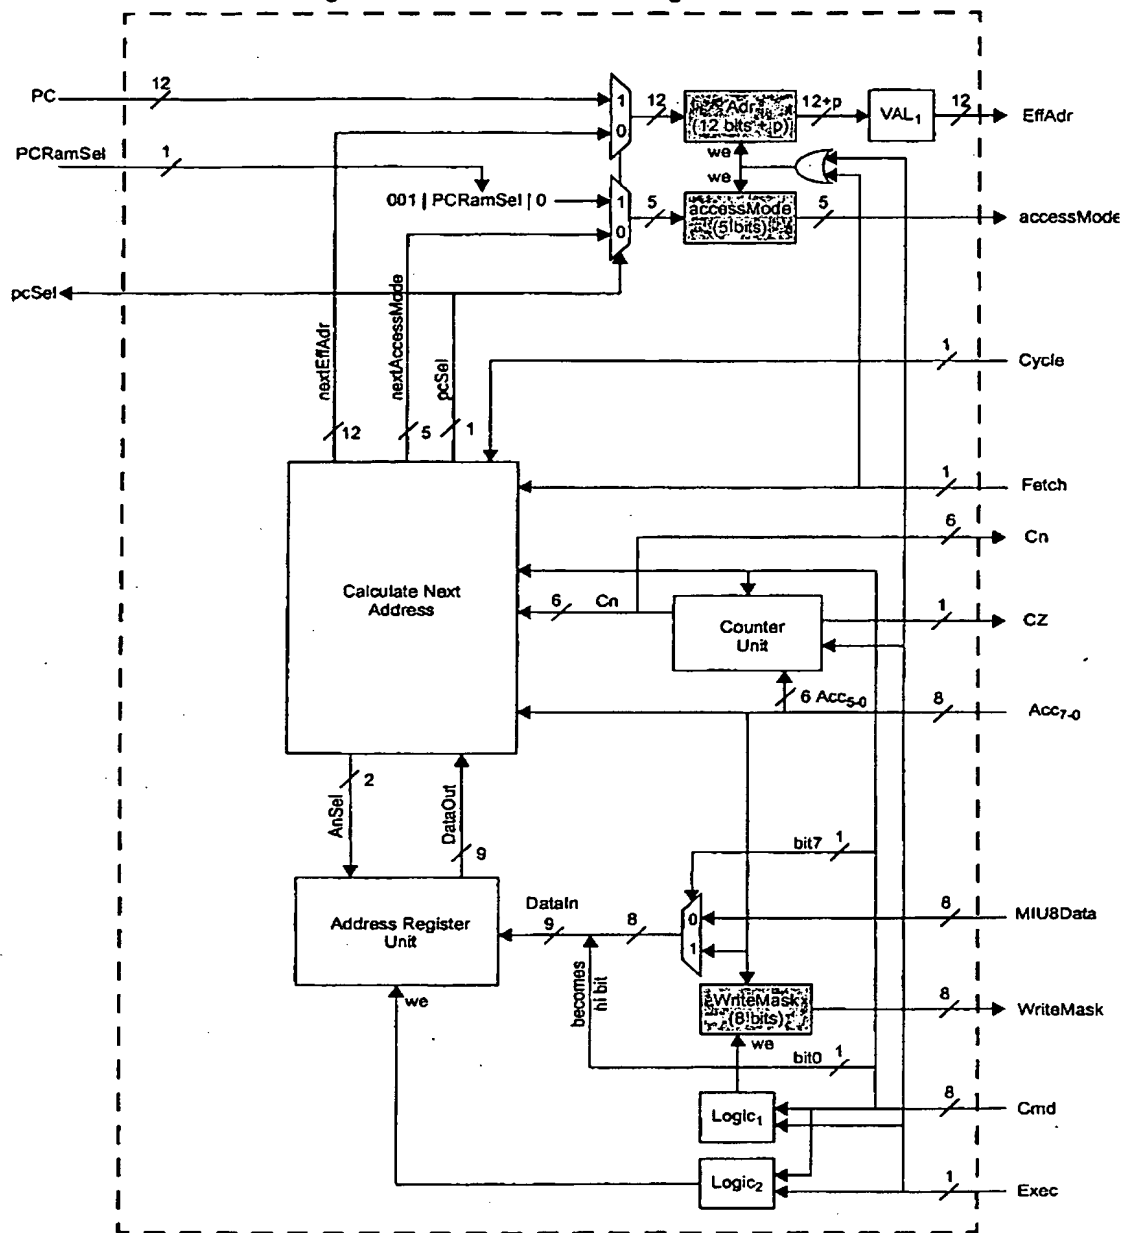 PC
12
1
0
12
(12 bits + p)
12+p
VAL1
12
EffAdr
PCRamSel
1
we
we
001 | PCRamSel | 0
1
0
5
accessMode
(5 bits)
5
accessMode
pcSel
nextEffAdr
nextAccessMode
pcSel
12
5
1
1
Cycle
1
Fetch
6
Cn
Calculate Next
Address
6
Cn
Counter
Unit
1
CZ
6 Acc5-0
8
Acc7-0
AnSel
2
DataOut
9
bit7
1
Address Register
Unit
DataIn
9
8
0
1
8
MIU8Data
becomes
hi bit
WriteMask
(8 bits)
8
WriteMask
we
we
bit0
1
Logic1
8
Cmd
Logic2
1
Exec